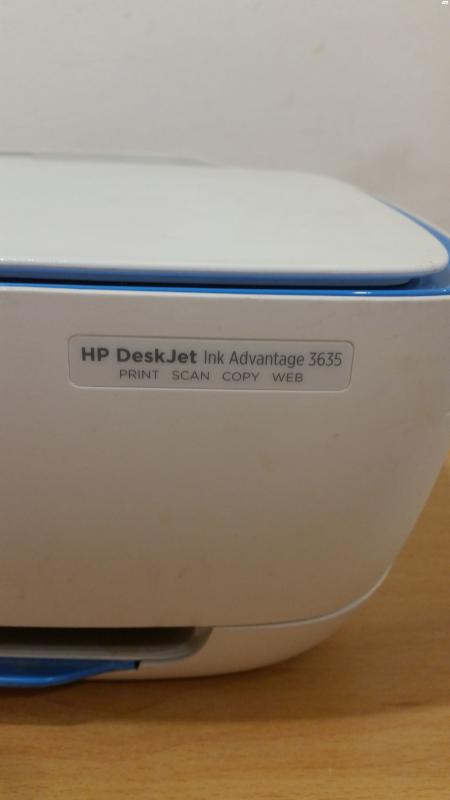 HP DeskJet Ink Advantage 3635
PRINT SCAN COPY WEB